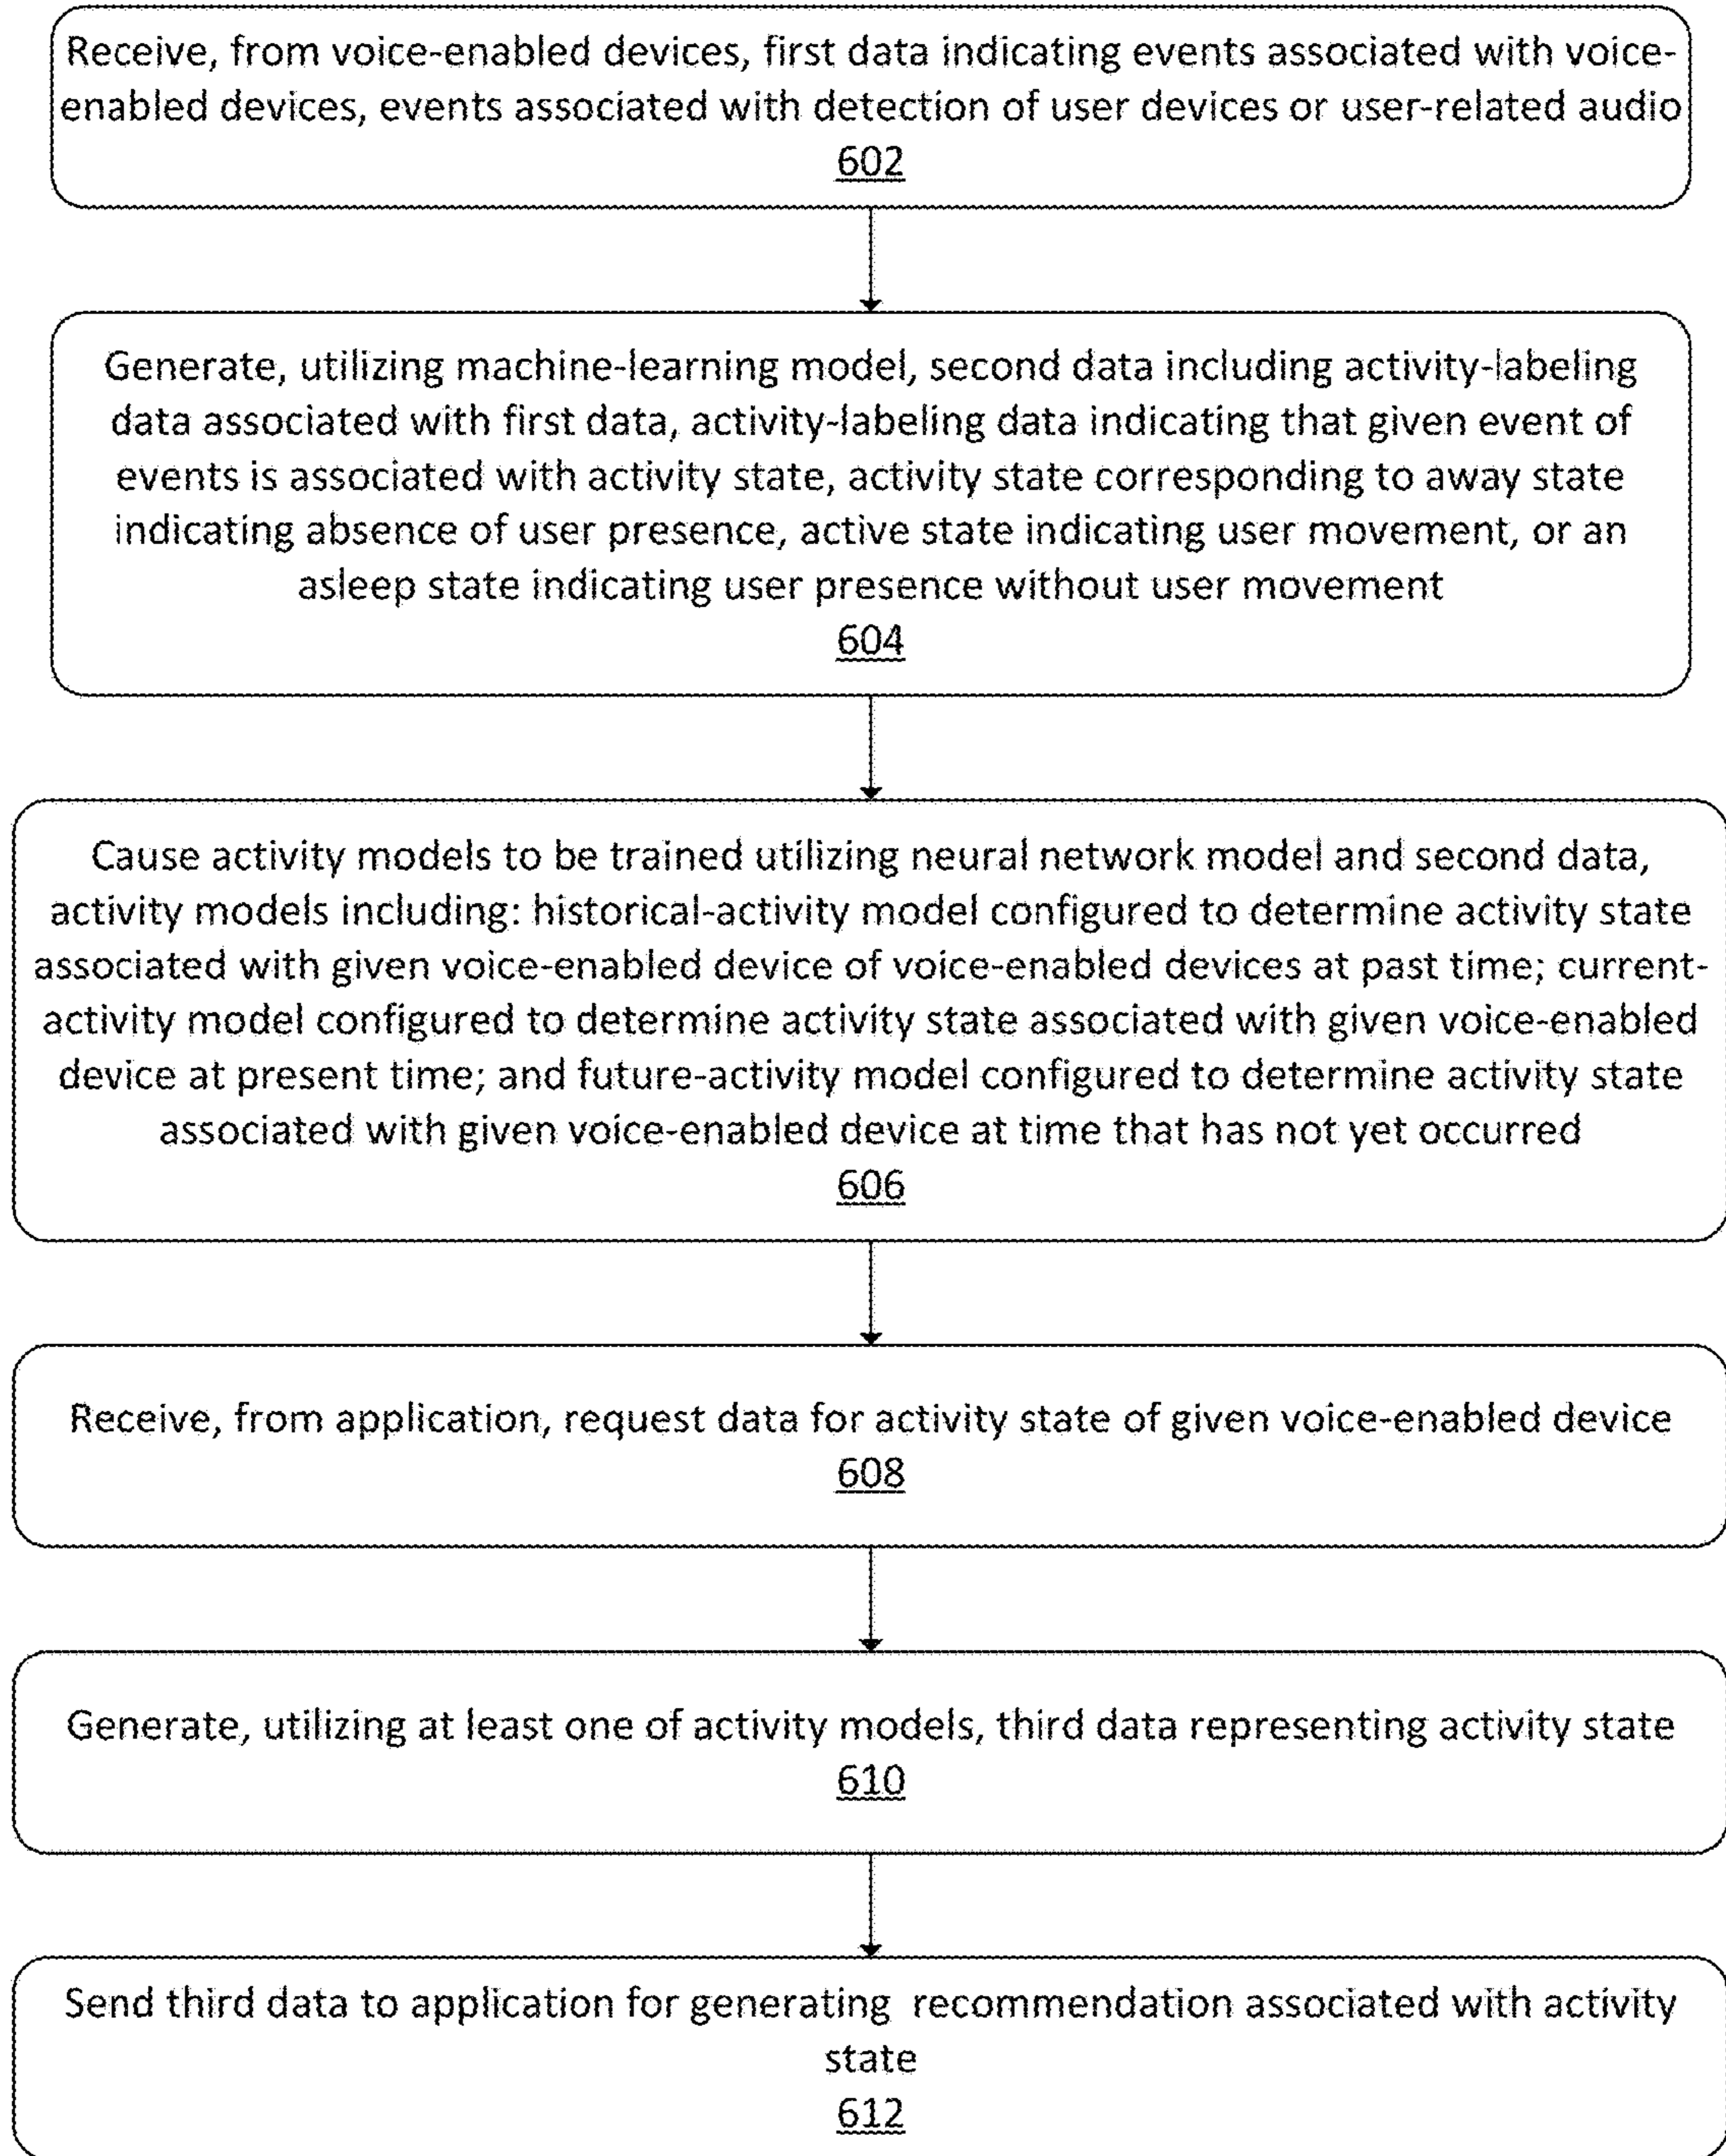 Receive, from voice-enabled devices, first data indicating events associated with voice-
enabled devices, events associated with detection of user devices or user-related audio
602
Generate, utilizing machine-learning model, second data including activity-labeling
data associated with first data, activity-labeling data indicating that given event of
events is associated with activity state, activity state corresponding to away state
indicating absence of user presence, active state indicating user movement, or an
asleep state indicating user presence without user movement
604
Cause activity models to be trained utilizing neural network model and second data,
activity models including: historical-activity model configured to determine activity state
associated with given voice-enabled device of voice-enabled devices at past time; current-
activity model configured to determine activity state associated with given voice-enabled
device at present time; and future-activity model configured to determine activity state
associated with given voice-enabled device at time that has not yet occurred
606
Receive, from application, request data for activity state of given voice-enabled device
608
Generate, utilizing at least one of activity models, third data representing activity state
610
Send third data to application for generating recommendation associated with activity
state
612